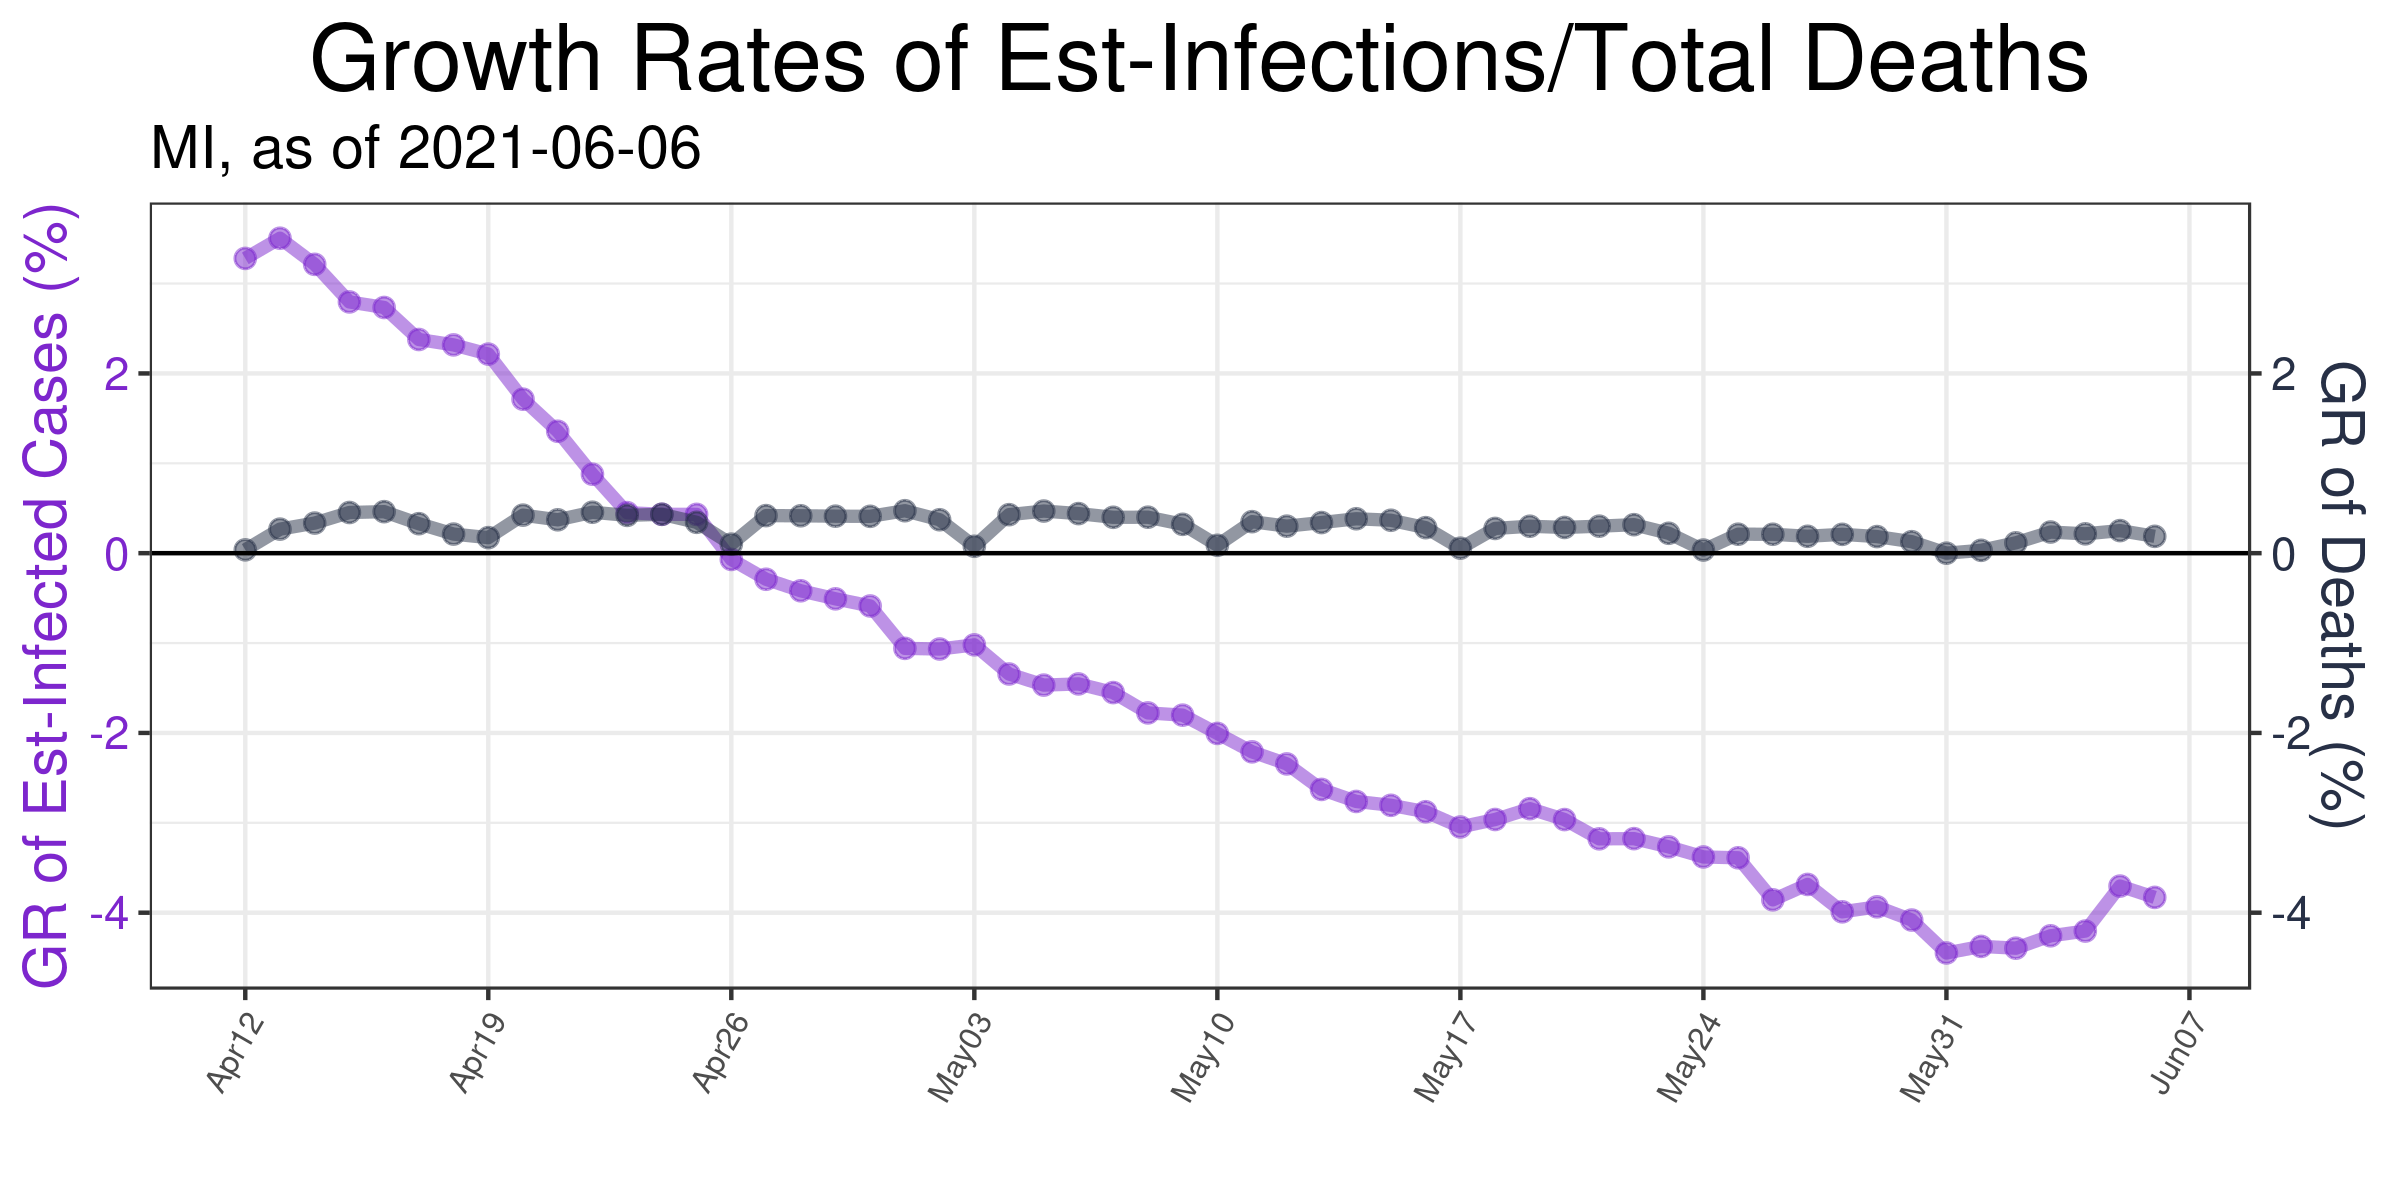 Growth Rates of Est-Infections/Total Deaths
MI, as of 2021-06-06
GR of Est-Infected Cases (%)
2
0
-2
-4
2
0
-2
-4
GR of Deaths (%)
Apr12
Apr19
Apr26
May03
May10
May17
May24
May31
Jun07